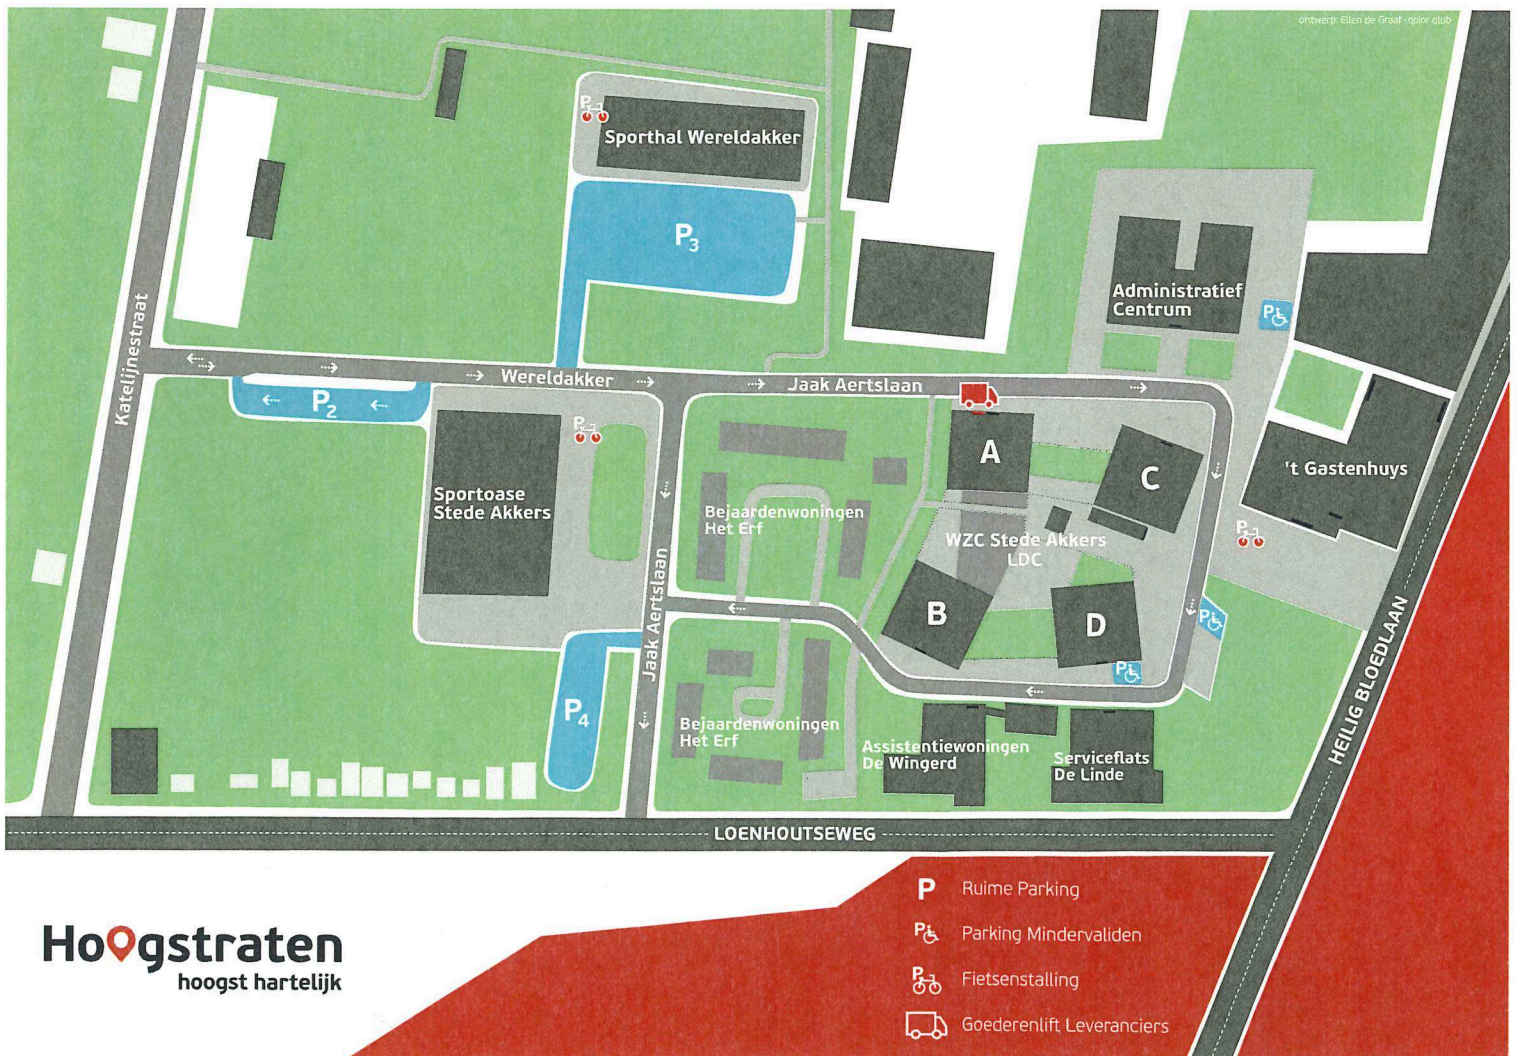 ontwerp: Ellen de Graaf - qolor qlub
P
Sporthal Wereldakker
P3
Administratief
Centrum
P
Katelijnestraat
Wereldakker
Jaak Aertslaan
P2
P
A
C
't Gastenhuys
Sportoase
Stede Akkers
Bejaardenwoningen
Het Erf
WZC Stede Akkers
LDC
P
Jaak Aertslaan
B
D
P
P
HEILIG BLOEDLAAN
P4
Bejaardenwoningen
Het Erf
Assistentiewoningen
De Wingerd
Serviceflats
De Linde
LOENHOUTSEWEG
P Ruime Parking
P Parking Mindervaliden
P Fietsenstalling
Goederenlift Leveranciers
Hoogstraten
hoogst hartelijk